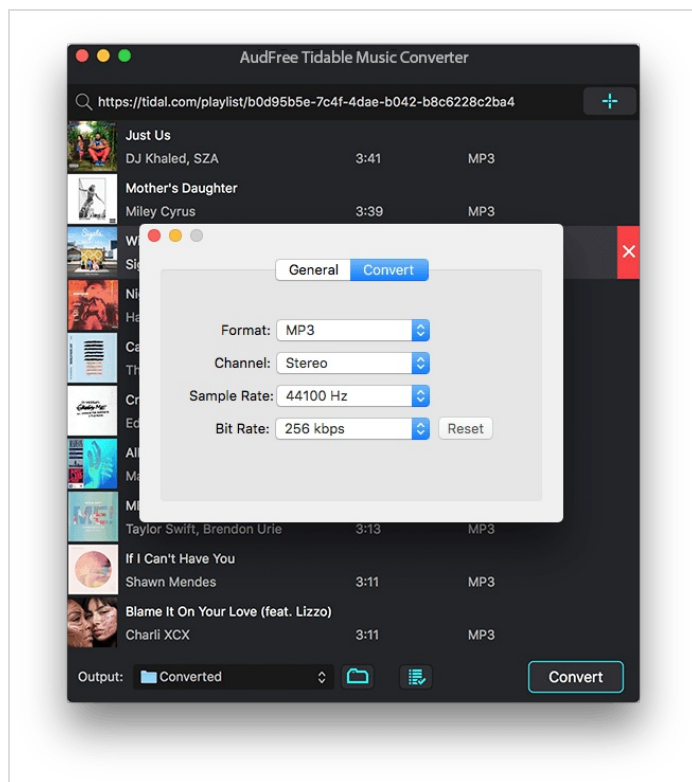 AudFree Tidable Music Converter
https://tidal.com/playlist/b0d95b5e-7c4f-4dae-b042-b8c6228c2ba4
Just Us
DJ Khaled, SZA 3:41 MP3
Mother's Daughter
Miley Cyrus 3:39 MP3
General Convert
Format: MP3
Channel: Stereo
Sample Rate: 44100 Hz
Bit Rate: 256 kbps Reset
Taylor Swift, Brendon Urie 3:13 MP3
If I Can't Have You
Shawn Mendes 3:11 MP3
Blame It On Your Love (feat. Lizzo)
Charli XCX 3:11 MP3
Output: Converted Convert